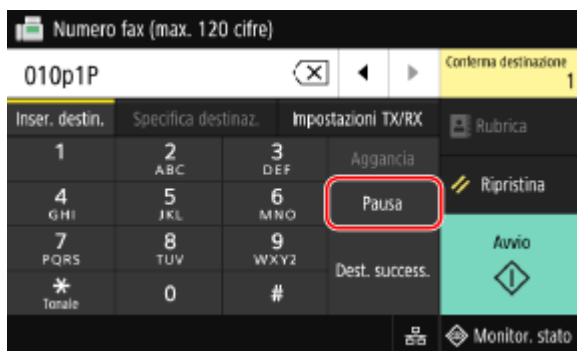 Numero fax (max. 120 cifre)
010p1P
Conferma destinazione
1
Inser. destin.
Specifica destinaz.
Impostazioni TX/RX
Rubrica
1
2
ABC
3
DEF
Aggancia
4
GHI
5
JKL
6
MNO
Pausa
Ripristina
7
PQRS
8
TUV
9
WXYZ
Dest. success.
Avvio
*
Tonale
0
#
Monitor. stato